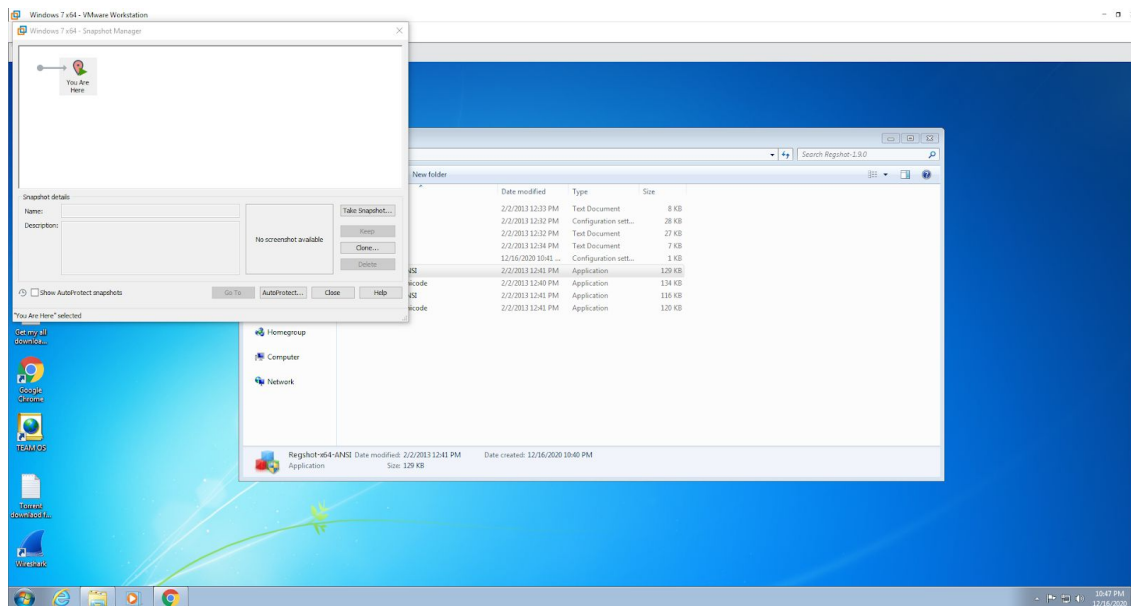 Windows 7 x64 - VMware Workstation
Windows 7 x64 - Snapshot Manager
You Are
Here
Snapshot details
Name:
Description:
No screenshot available
Take Snapshot...
Keep
Clone...
Delete
Show AutoProtect snapshots
Go To
AutoProtect...
Close
Help
"You Are Here" selected
Search Regshot-1.9.0
New folder
Date modified Type Size
2/2/2013 12:33 PM Text Document 8 KB
2/2/2013 12:32 PM Configuration sett... 28 KB
2/2/2013 12:32 PM Text Document 27 KB
2/2/2013 12:34 PM Text Document 7 KB
12/16/2020 10:41 ... Configuration sett... 1 KB
NSI 2/2/2013 12:41 PM Application 129 KB
nicode 2/2/2013 12:40 PM Application 134 KB
NSI 2/2/2013 12:41 PM Application 116 KB
nicode 2/2/2013 12:41 PM Application 120 KB
Homegroup
Computer
Network
Regshot-x64-ANSI Date modified: 2/2/2013 12:41 PM Date created: 12/16/2020 10:40 PM
Application Size: 129 KB
Get my all
downloa...
Google
Chrome
TEAM OS
Torrent
downlaod f...
Wireshark
10:47 PM
12/16/2020